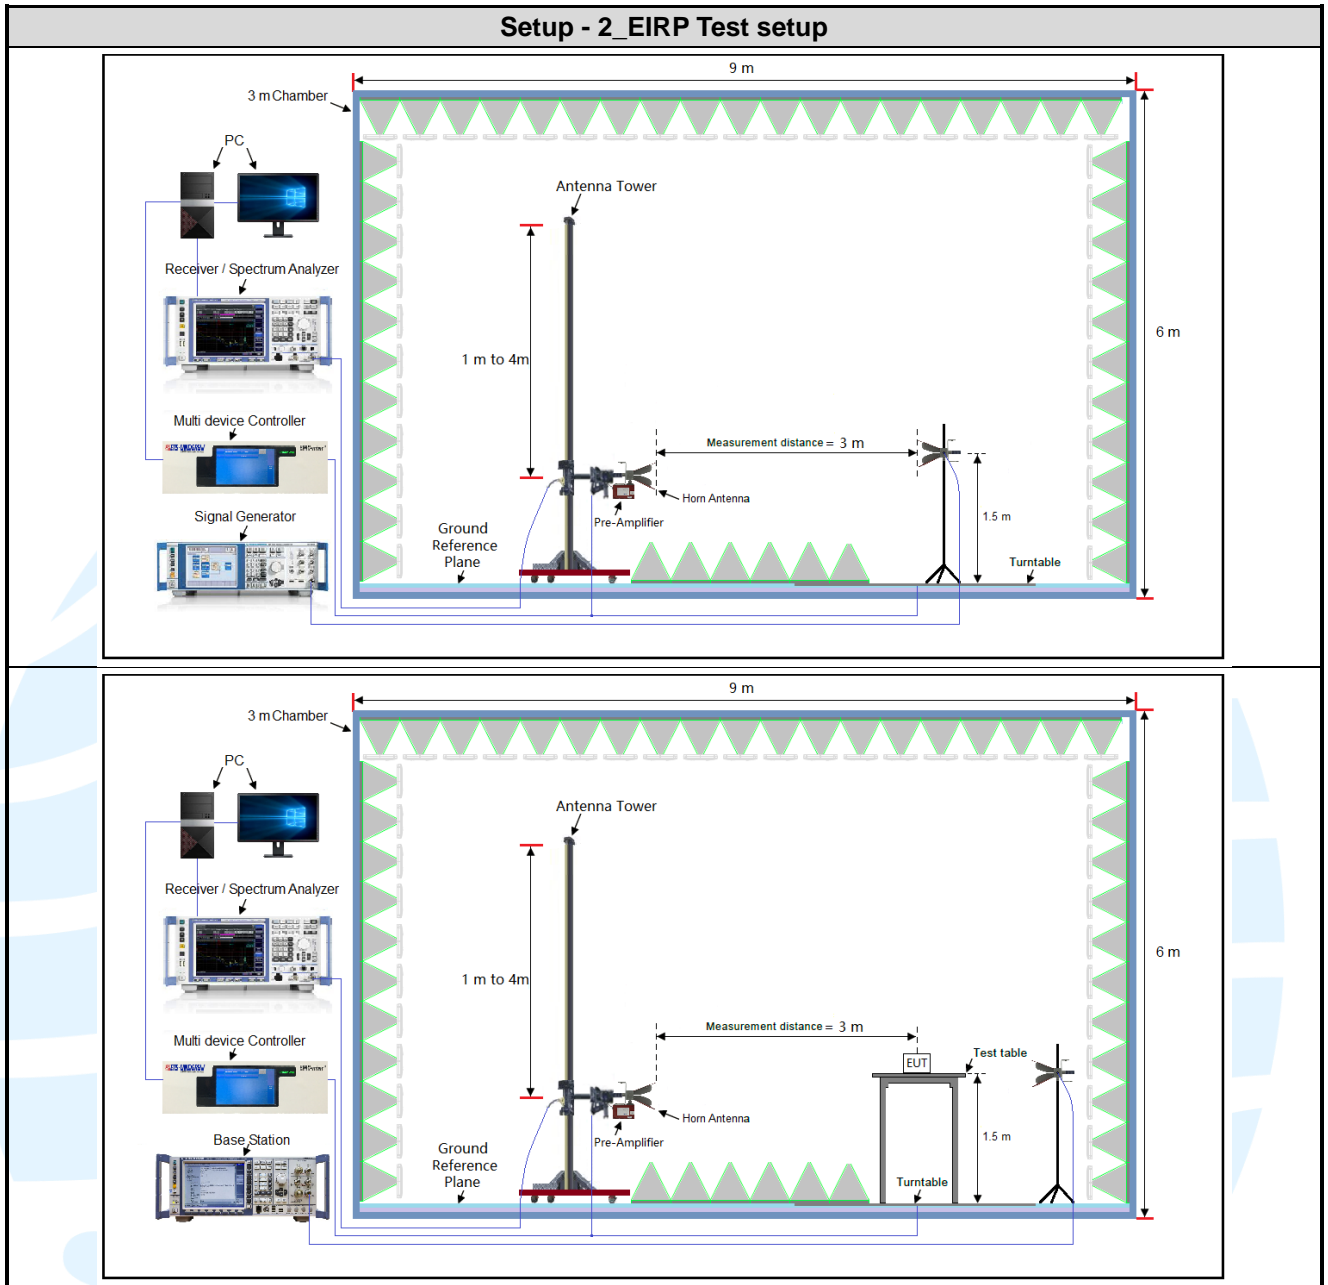 Setup - 2_EIRP Test setup
9 m
3 m Chamber
PC
Antenna Tower
Receiver / Spectrum Analyzer
6 m
1 m to 4m
Multi device Controller
Measurement distance = 3 m
Horn Antenna
Signal Generator
Pre-Amplifier
1.5 m
Ground
Reference
Plane
Turntable
9 m
3 m Chamber
PC
Antenna Tower
Receiver / Spectrum Analyzer
6 m
1 m to 4m
Measurement distance = 3 m
Multi device Controller
Test table
EUT
Horn Antenna
Base Station
Pre-Amplifier
1.5 m
Ground
Reference
Plane
Turntable